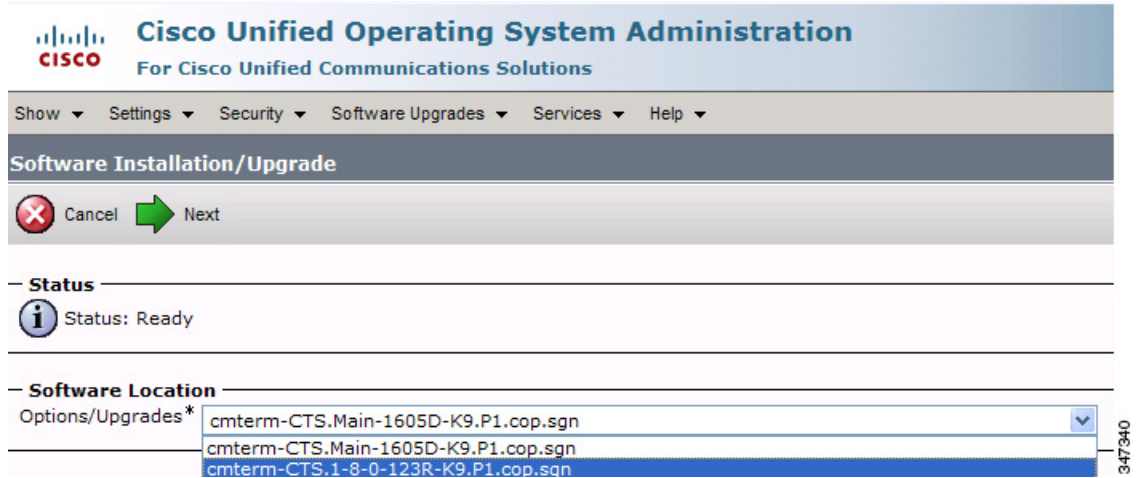 Cisco Unified Operating System Administration
CISCO
For Cisco Unified Communications Solutions
Show Settings Security Software Upgrades Services Help
Software Installation/Upgrade
Cancel Next
Status
i Status: Ready
Software Location
Options/Upgrades* cmterm-CTS.Main-1605D-K9.P1.cop.sgn
cmterm-CTS.Main-1605D-K9.P1.cop.sgn
cmterm-CTS.1-8-0-123R-K9.P1.cop.sgn
347340